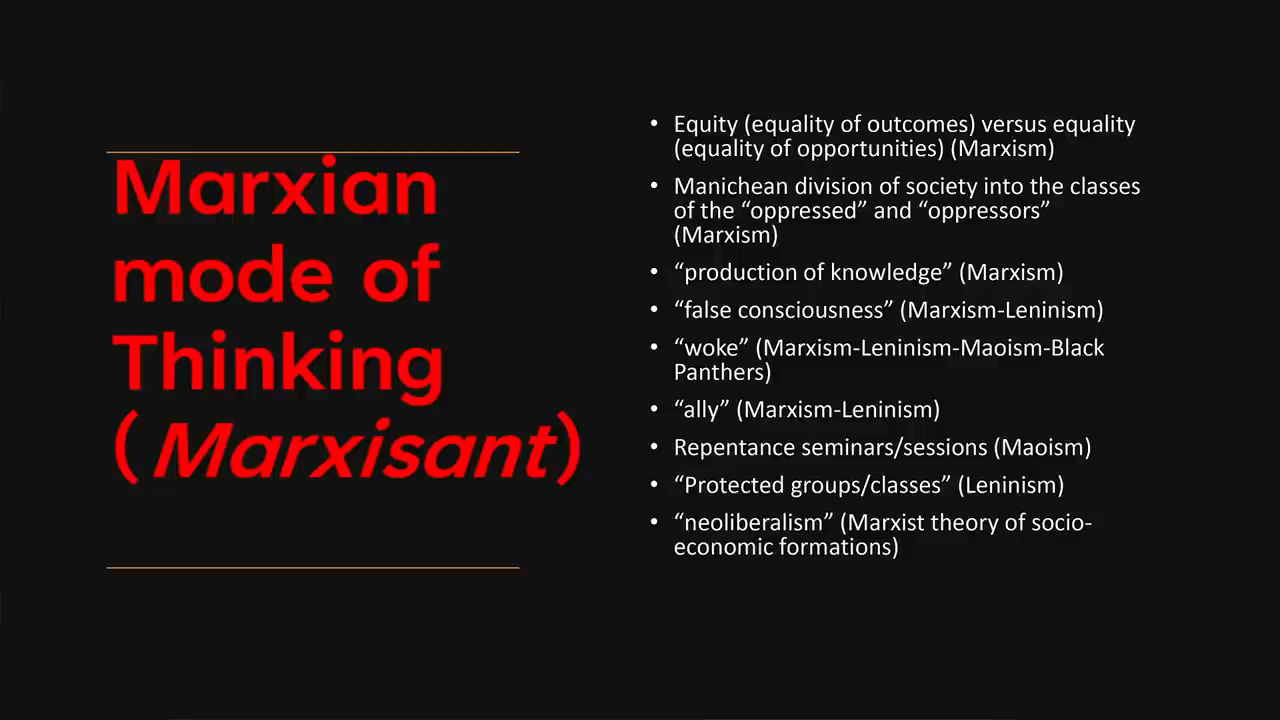 Marxian
mode of
Thinking
(Marxisant)
• Equity (equality of outcomes) versus equality
(equality of opportunities) (Marxism)
• Manichean division of society into the classes
of the “oppressed” and “oppressors”
(Marxism)
• “production of knowledge” (Marxism)
• “false consciousness” (Marxism-Leninism)
• “woke” (Marxism-Leninism-Maoism-Black
Panthers)
• “ally” (Marxism-Leninism)
• Repentance seminars/sessions (Maoism)
• “Protected groups/classes” (Leninism)
• “neoliberalism” (Marxist theory of socio-
economic formations)